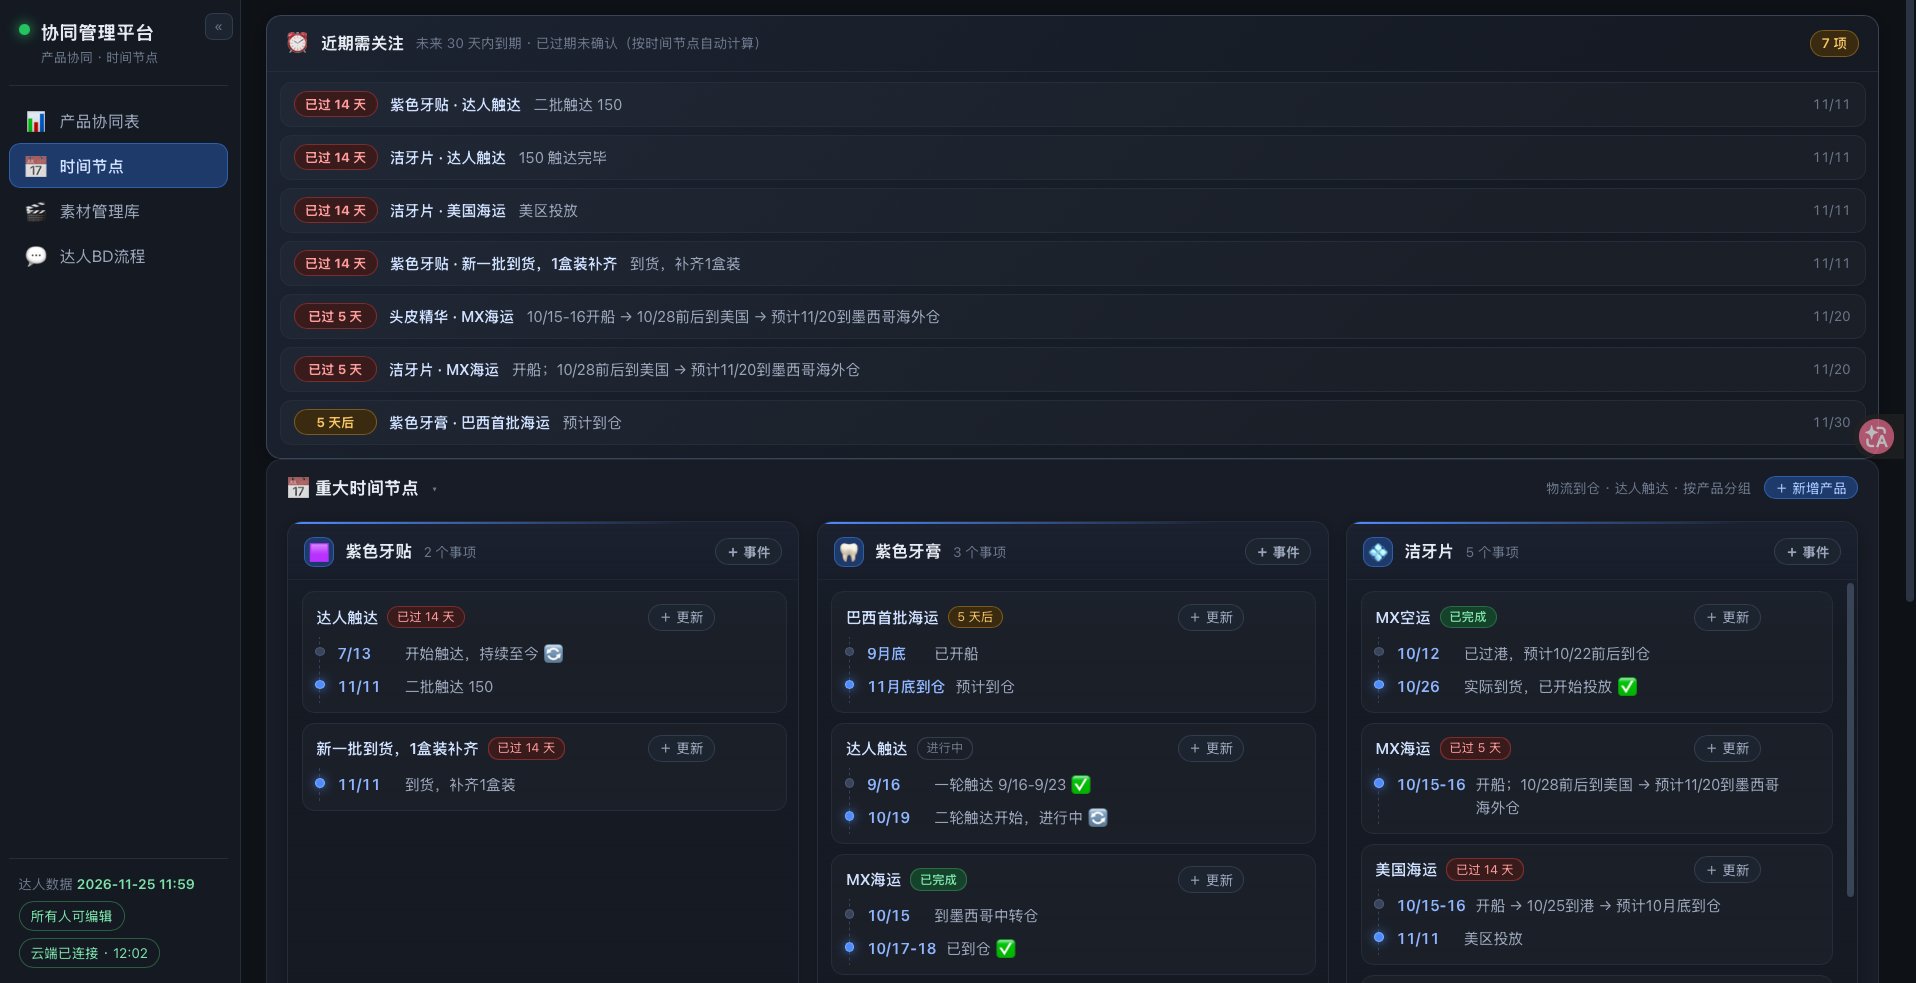 协同管理平台
产品协同 · 时间节点
«
产品协同表
时间节点
素材管理库
达人BD流程
达人数据 2026-11-25 11:59
所有人可编辑
云端已连接 · 12:02
近期需关注 未来 30 天内到期 · 已过期未确认（按时间节点自动计算） 7 项
已过 14 天 紫色牙贴 · 达人触达 二批触达 150 11/11
已过 14 天 洁牙片 · 达人触达 150 触达完毕 11/11
已过 14 天 洁牙片 · 美国海运 美区投放 11/11
已过 14 天 紫色牙贴 · 新一批到货，1盒装补齐 到货，补齐1盒装 11/11
已过 5 天 头皮精华 · MX海运 10/15-16开船 → 10/28前后到美国 → 预计11/20到墨西哥海外仓 11/20
已过 5 天 洁牙片 · MX海运 开船；10/28前后到美国 → 预计11/20到墨西哥海外仓 11/20
5 天后 紫色牙膏 · 巴西首批海运 预计到仓 11/30
17 重大时间节点 物流到仓 · 达人触达 · 按产品分组 + 新增产品
紫色牙贴 2 个事项 + 事件
达人触达 已过 14 天 + 更新
7/13 开始触达，持续至今 🔄
11/11 二批触达 150
新一批到货，1盒装补齐 已过 14 天 + 更新
11/11 到货，补齐1盒装
紫色牙膏 3 个事项 + 事件
巴西首批海运 5 天后 + 更新
9月底 已开船
11月底到仓 预计到仓
达人触达 进行中 + 更新
9/16 一轮触达 9/16-9/23 ✅
10/19 二轮触达开始，进行中 🔄
MX海运 已完成 + 更新
10/15 到墨西哥中转仓
10/17-18 已到仓 ✅
洁牙片 5 个事项 + 事件
MX空运 已完成 + 更新
10/12 已过港，预计10/22前后到仓
10/26 实际到货，已开始投放 ✅
MX海运 已过 5 天 + 更新
10/15-16 开船；10/28前后到美国 → 预计11/20到墨西哥
海外仓
美国海运 已过 14 天 + 更新
10/15-16 开船 → 10/25到港 → 预计10月底到仓
11/11 美区投放